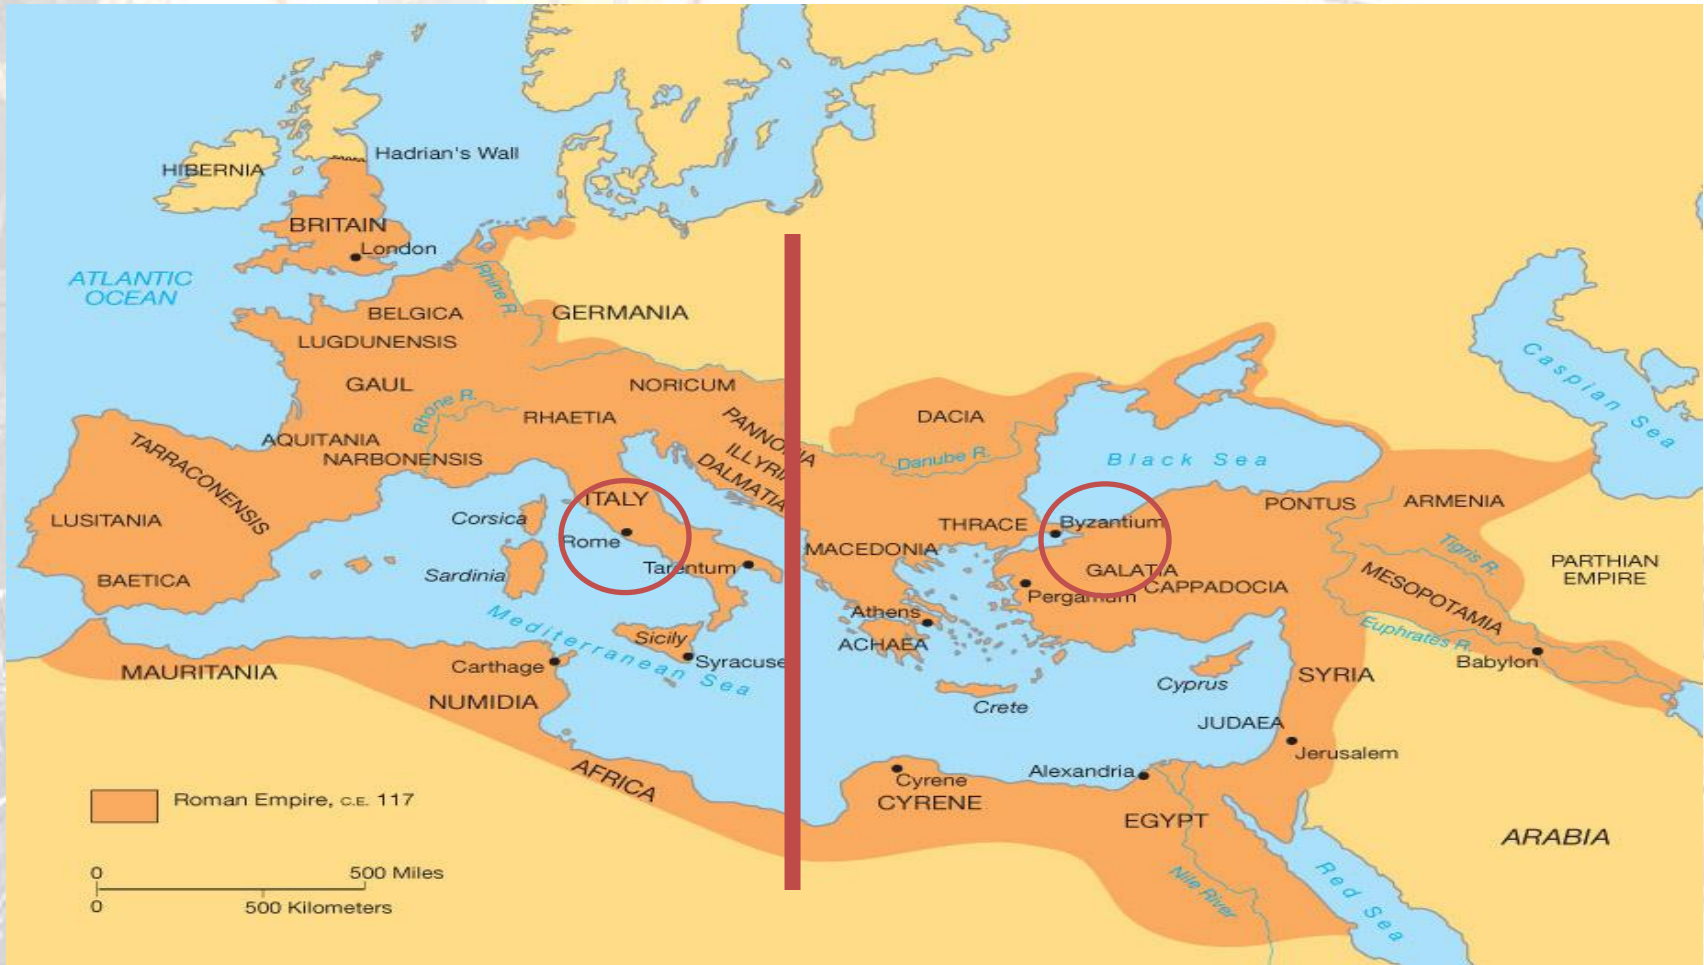 HIBERNIA
Hadrian's Wall
BRITAIN
London
ATLANTIC
OCEAN
Rhine R.
BELGICA
GERMANIA
LUGDUNENSIS
GAUL
NORICUM
Rhone R.
RHAETIA
PANNONIA
ILLYRIA
DALMATIA
AQUITANIA
NARBONENSIS
TARRACONENSIS
LUSITANIA
BAETICA
Corsica
Sardinia
ITALY
Rome
Tarentum
Sicily
Syracuse
Mediterranean Sea
MAURITANIA
Carthage
NUMIDIA
AFRICA
DACIA
Danube R.
Black Sea
Caspian Sea
THRACE
Byzantium
PONTUS
ARMENIA
MACEDONIA
GALATIA
CAPPADOCIA
Pergamum
Athens
ACHAEA
Tigris R.
MESOPOTAMIA
PARTHIAN
EMPIRE
Euphrates R.
Babylon
Crete
Cyprus
SYRIA
JUDAEA
Jerusalem
Cyrene
CYRENE
Alexandria
EGYPT
Nile River
Red Sea
ARABIA
Roman Empire, C.E. 117
0 500 Miles
0 500 Kilometers